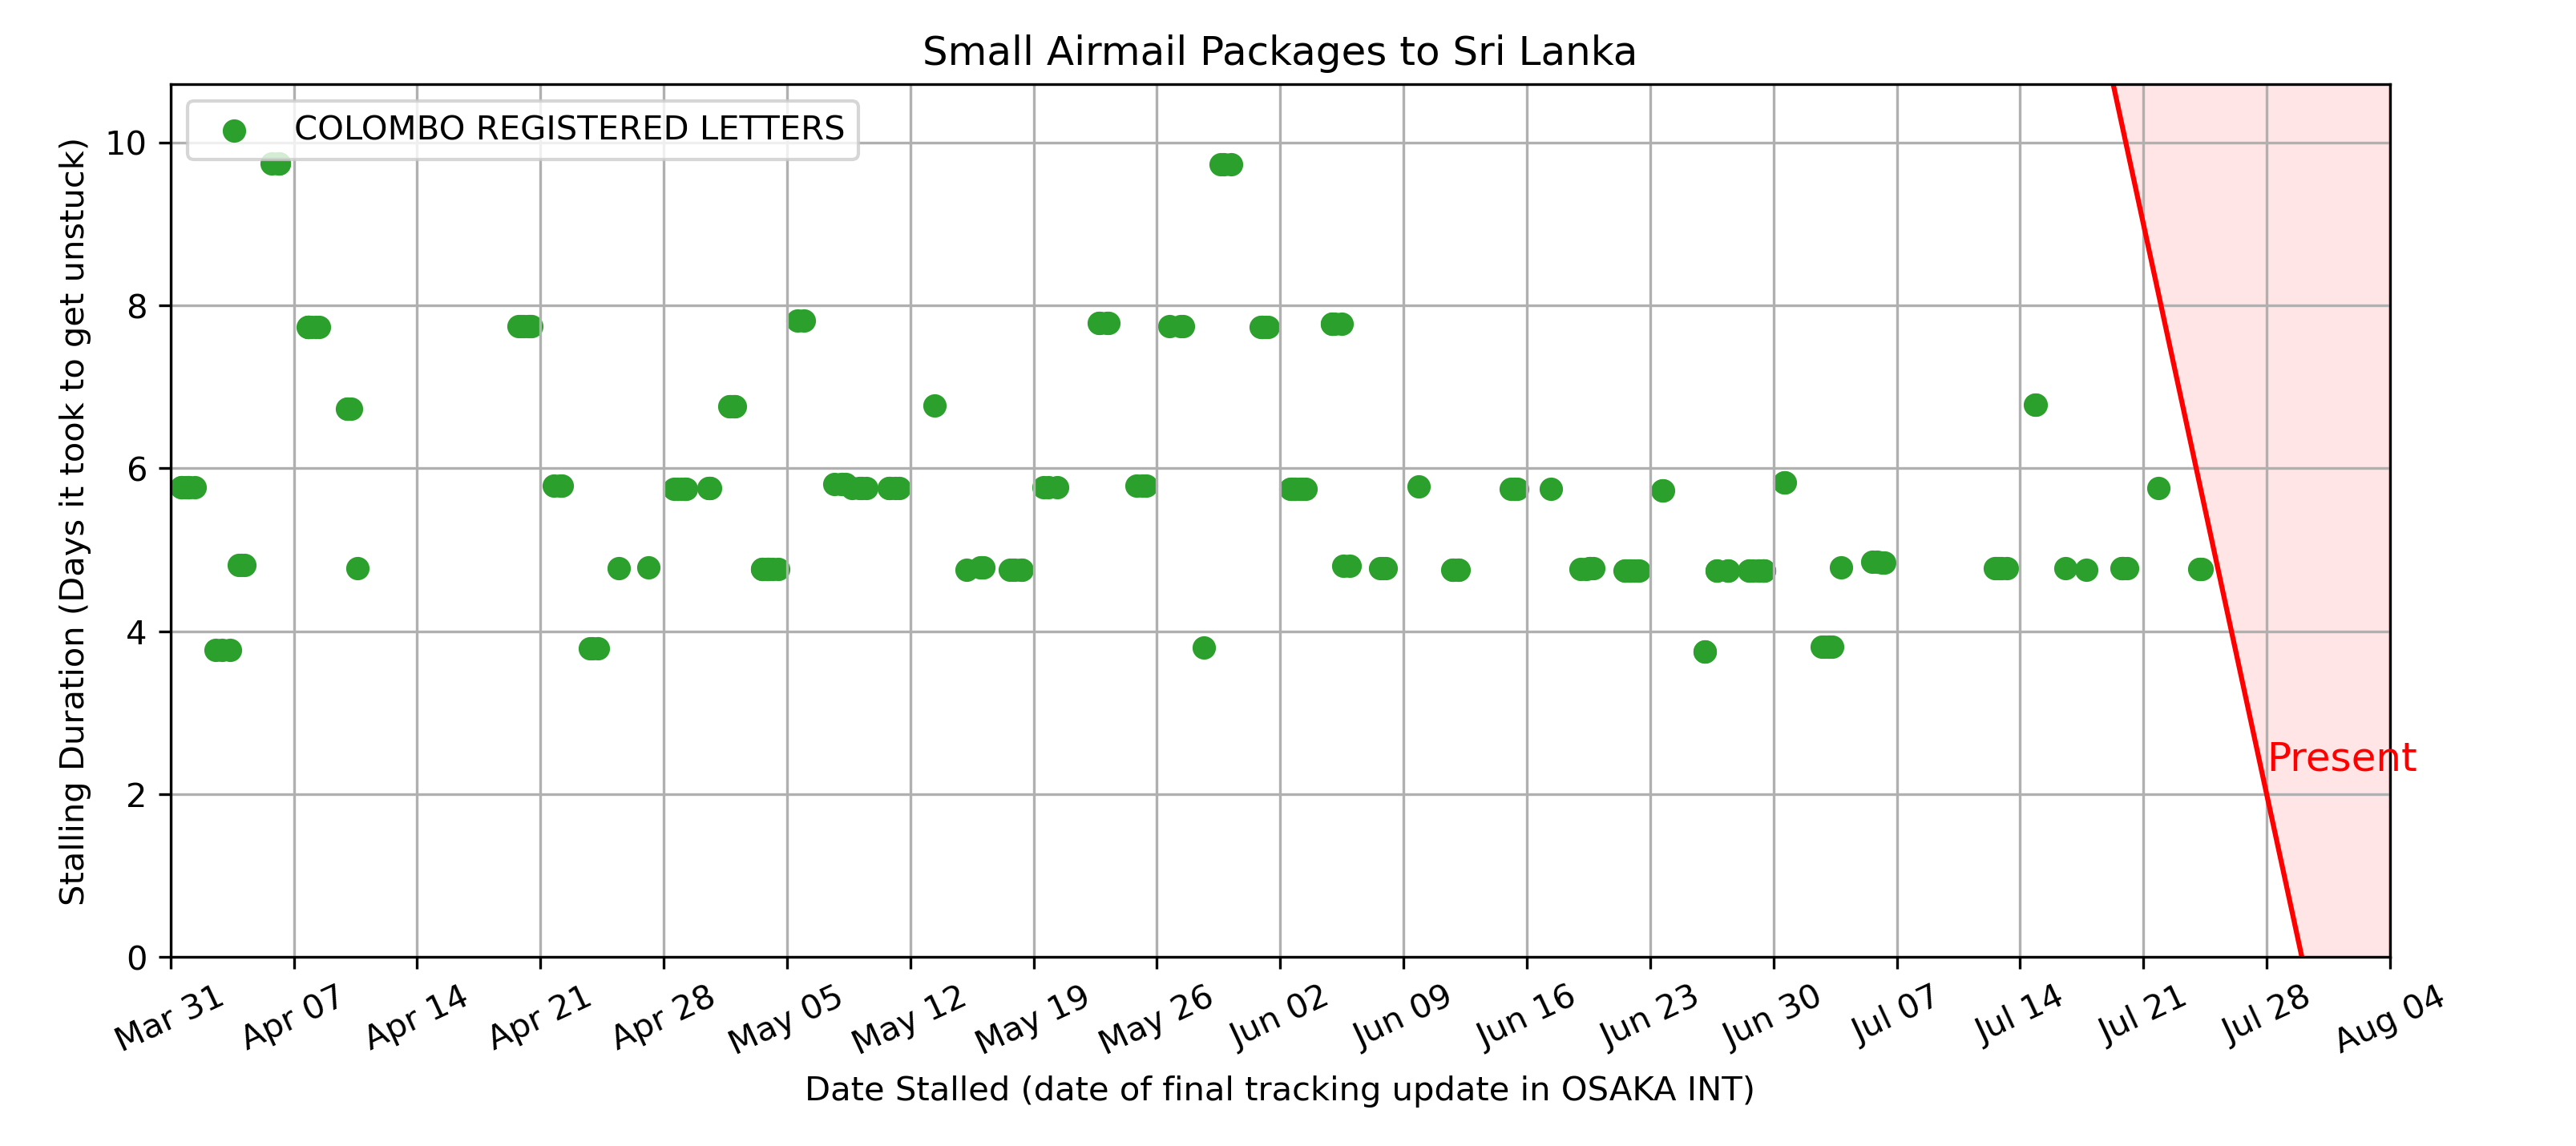 Small Airmail Packages to Sri Lanka
COLOMBO REGISTERED LETTERS
Stalling Duration (Days it took to get unstuck)
10
8
6
4
2
0
Present
Mar 31 Apr 07 Apr 14 Apr 21 Apr 28 May 05 May 12 May 19 May 26 Jun 02 Jun 09 Jun 16 Jun 23 Jun 30 Jul 07 Jul 14 Jul 21 Jul 28 Aug 04
Date Stalled (date of final tracking update in OSAKA INT)